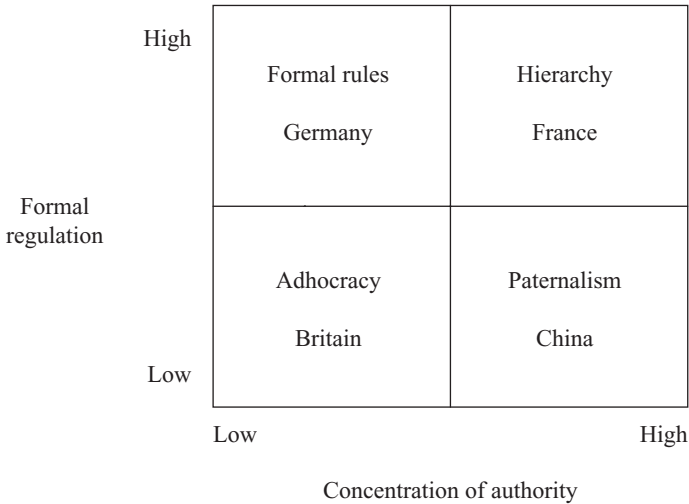 High
Formal rules
Hierarchy
Germany
France
Formal
regulation
Adhocracy
Paternalism
Britain
China
Low
Low
High
Concentration of authority